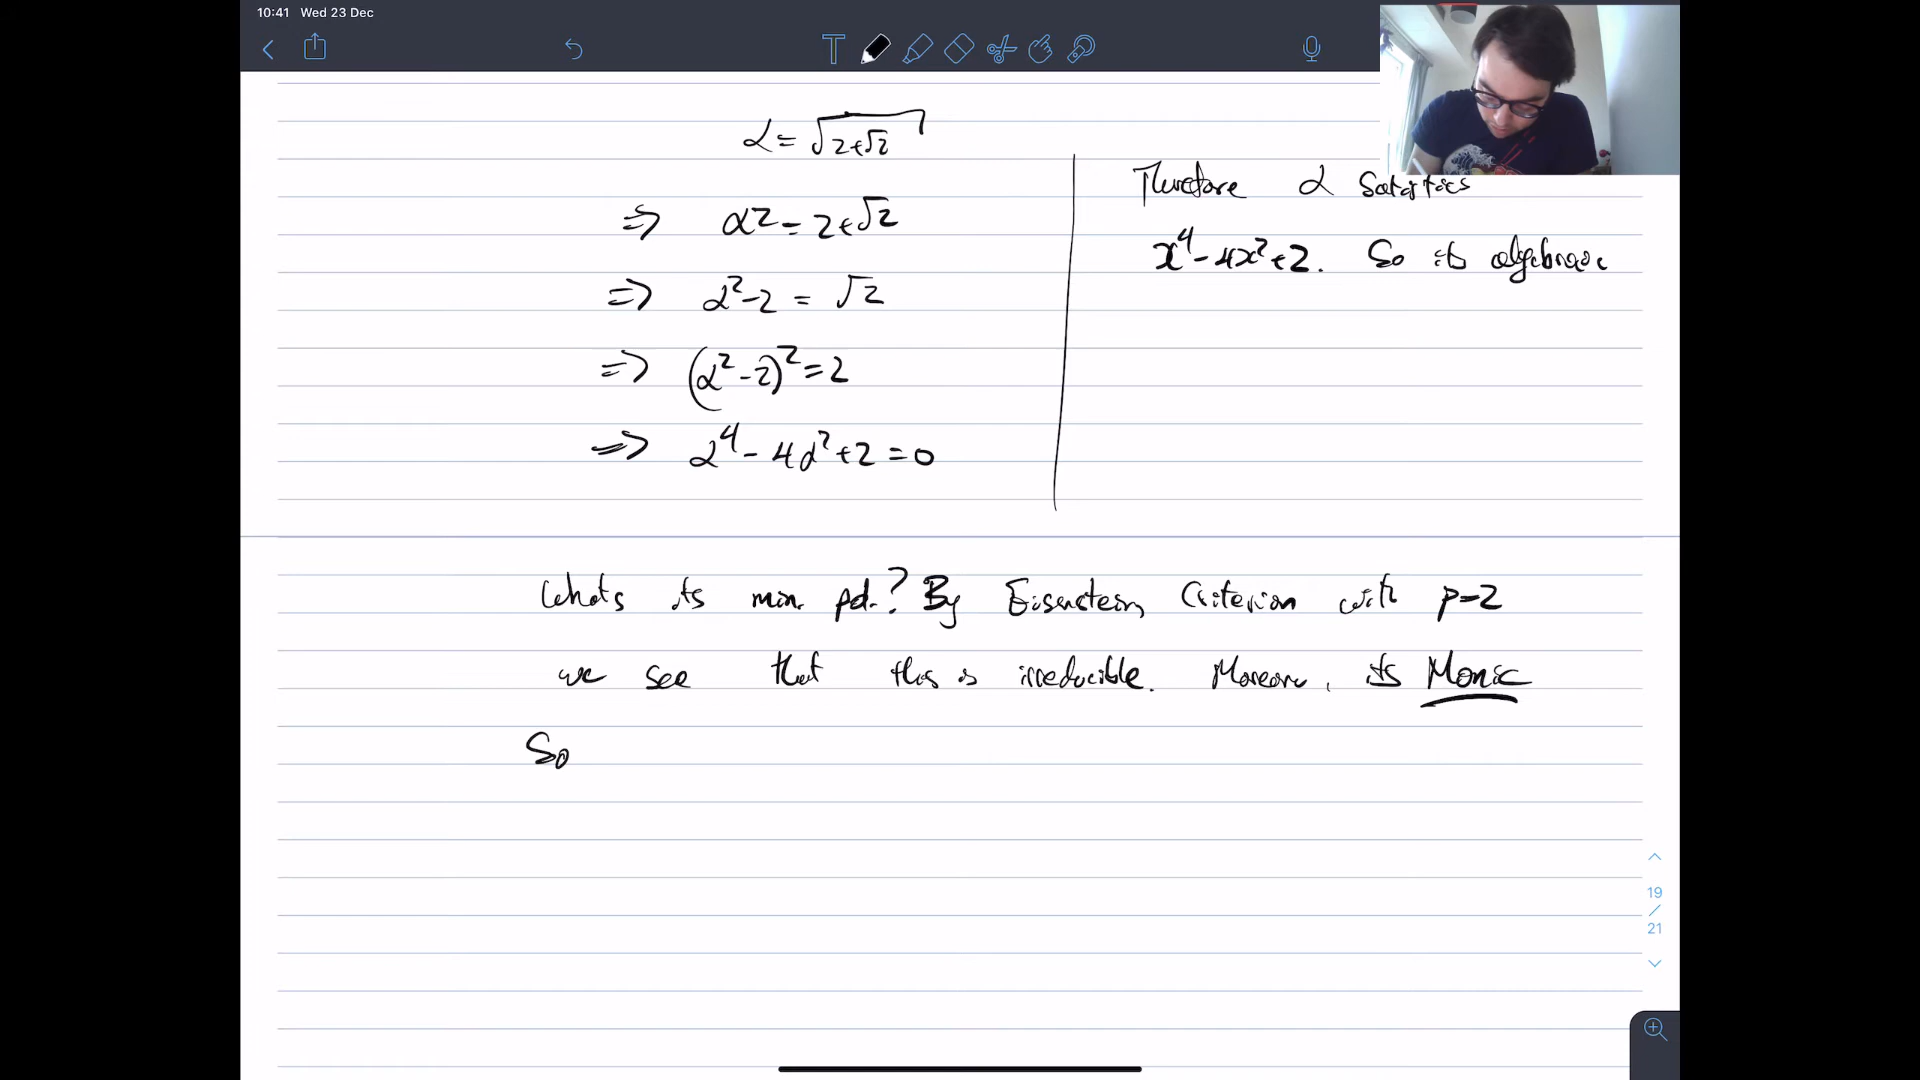 10:41 Wed 23 Dec
α = √(2+√2)
⇒ α2 = 2+√2
⇒ α²-2 = √2
⇒ (α²-2)² = 2
⇒ α⁴ - 4α² + 2 = 0
Therefore α satisfies
x⁴ - 4x² + 2. So its algebraic
Whats its min. pol.? By Eisenstein Criterion with p=2
we see that this is irreducible. Moreover, its Monic
So
19
/
21